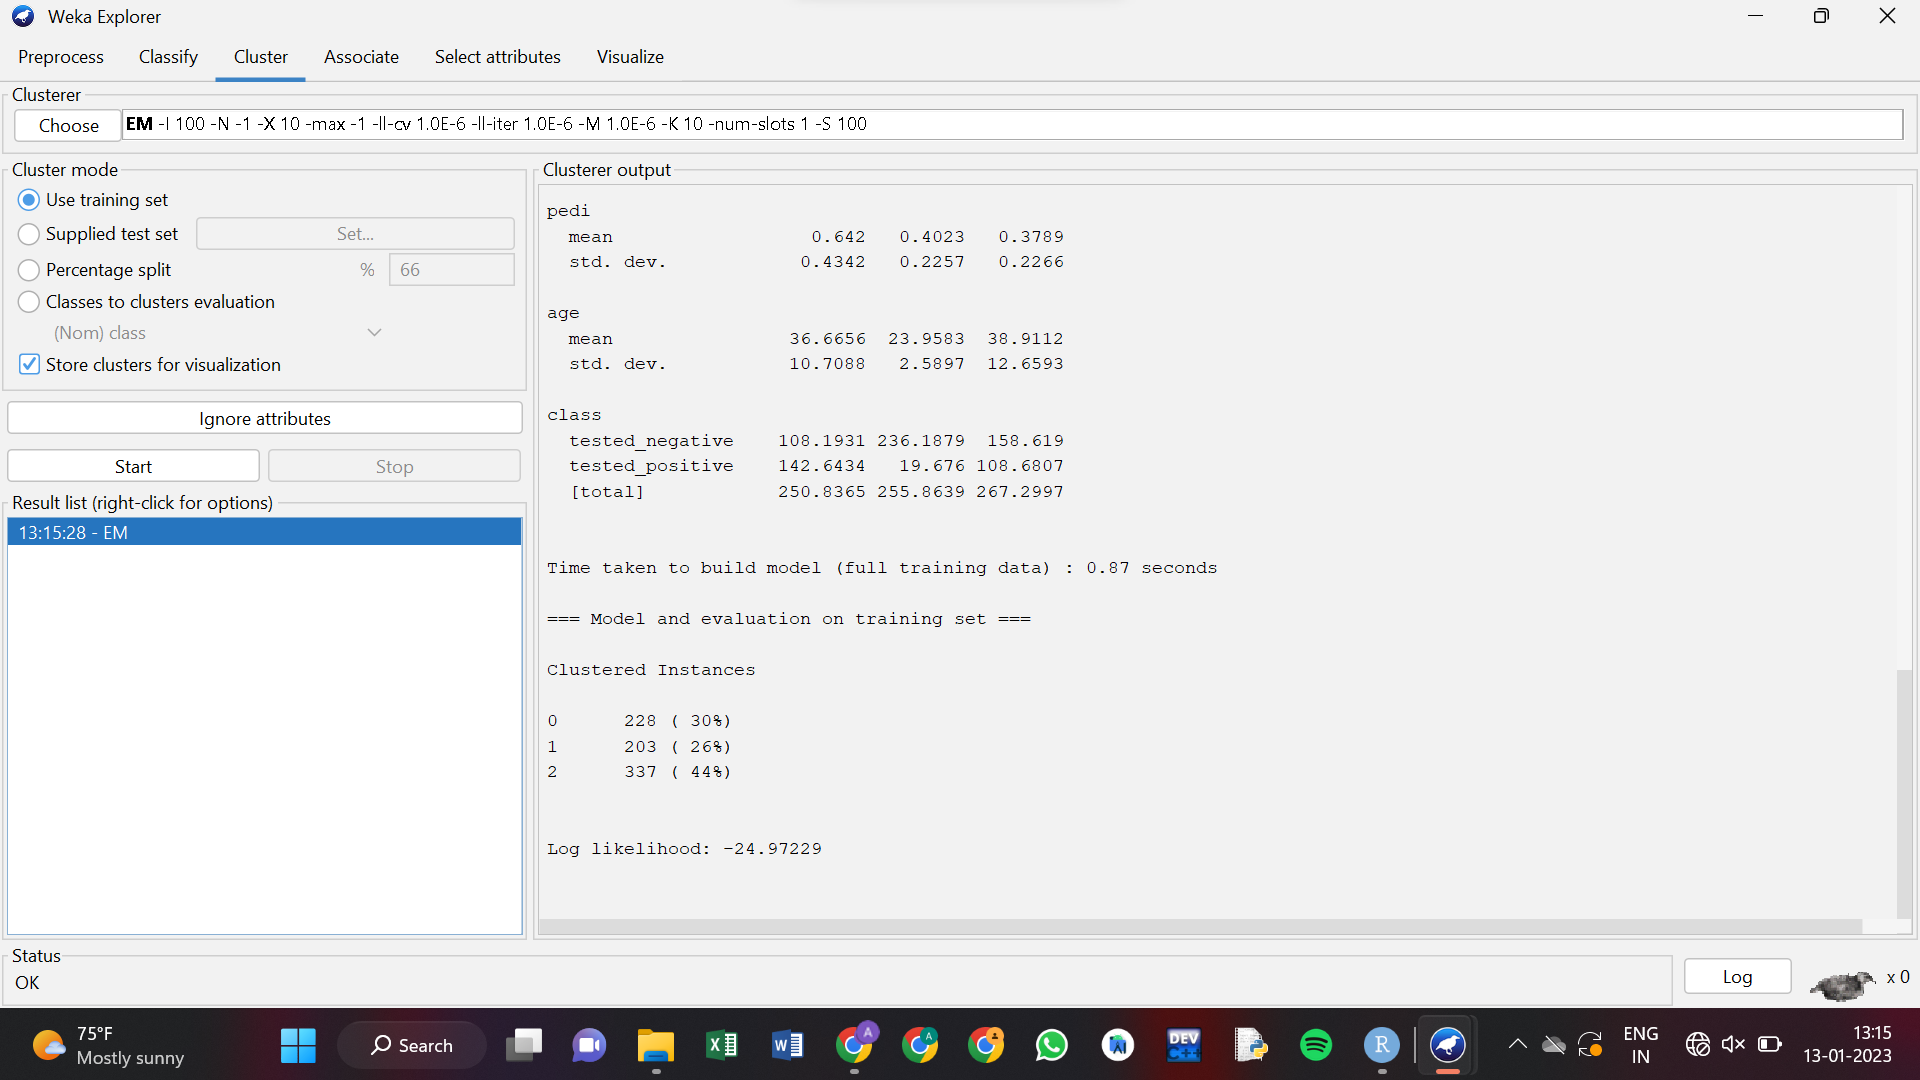 Weka Explorer
Preprocess Classify Cluster Associate Select attributes Visualize
Clusterer
Choose EM -I 100 -N -1 -X 10 -max -1 -ll-cv 1.0E-6 -ll-iter 1.0E-6 -M 1.0E-6 -K 10 -num-slots 1 -S 100
Cluster mode
Use training set
Supplied test set Set...
Percentage split % 66
Classes to clusters evaluation
(Nom) class
Store clusters for visualization
Ignore attributes
Start Stop
Result list (right-click for options)
13:15:28 - EM
Clusterer output
pedi
mean 0.642 0.4023 0.3789
std. dev. 0.4342 0.2257 0.2266
age
mean 36.6656 23.9583 38.9112
std. dev. 10.7088 2.5897 12.6593
class
tested_negative 108.1931 236.1879 158.619
tested_positive 142.6434 19.676 108.6807
[total] 250.8365 255.8639 267.2997
Time taken to build model (full training data) : 0.87 seconds
=== Model and evaluation on training set ===
Clustered Instances
0 228 ( 30%)
1 203 ( 26%)
2 337 ( 44%)
Log likelihood: -24.97229
Status
OK
Log x 0
75°F
Mostly sunny
Search
A
A
DEV
C++
R
ENG
IN
13:15
13-01-2023